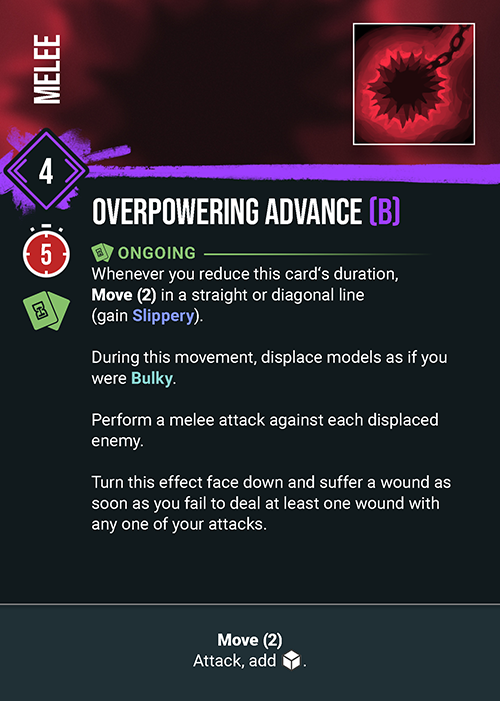 MELEE
4
OVERPOWERING ADVANCE (B)
5
ONGOING
Whenever you reduce this card‘s duration,
Move (2) in a straight or diagonal line
(gain Slippery).
During this movement, displace models as if you
were Bulky.
Perform a melee attack against each displaced
enemy.
Turn this effect face down and suffer a wound as
soon as you fail to deal at least one wound with
any one of your attacks.
Move (2)
Attack, add .